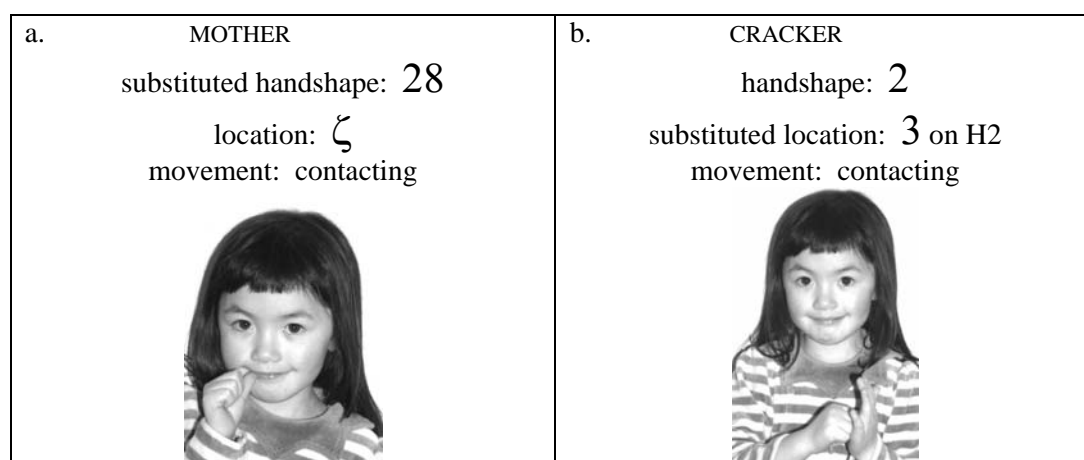 a. MOTHER
substituted handshape: 28
location: ζ
movement: contacting
b. CRACKER
handshape: 2
substituted location: 3 on H2
movement: contacting